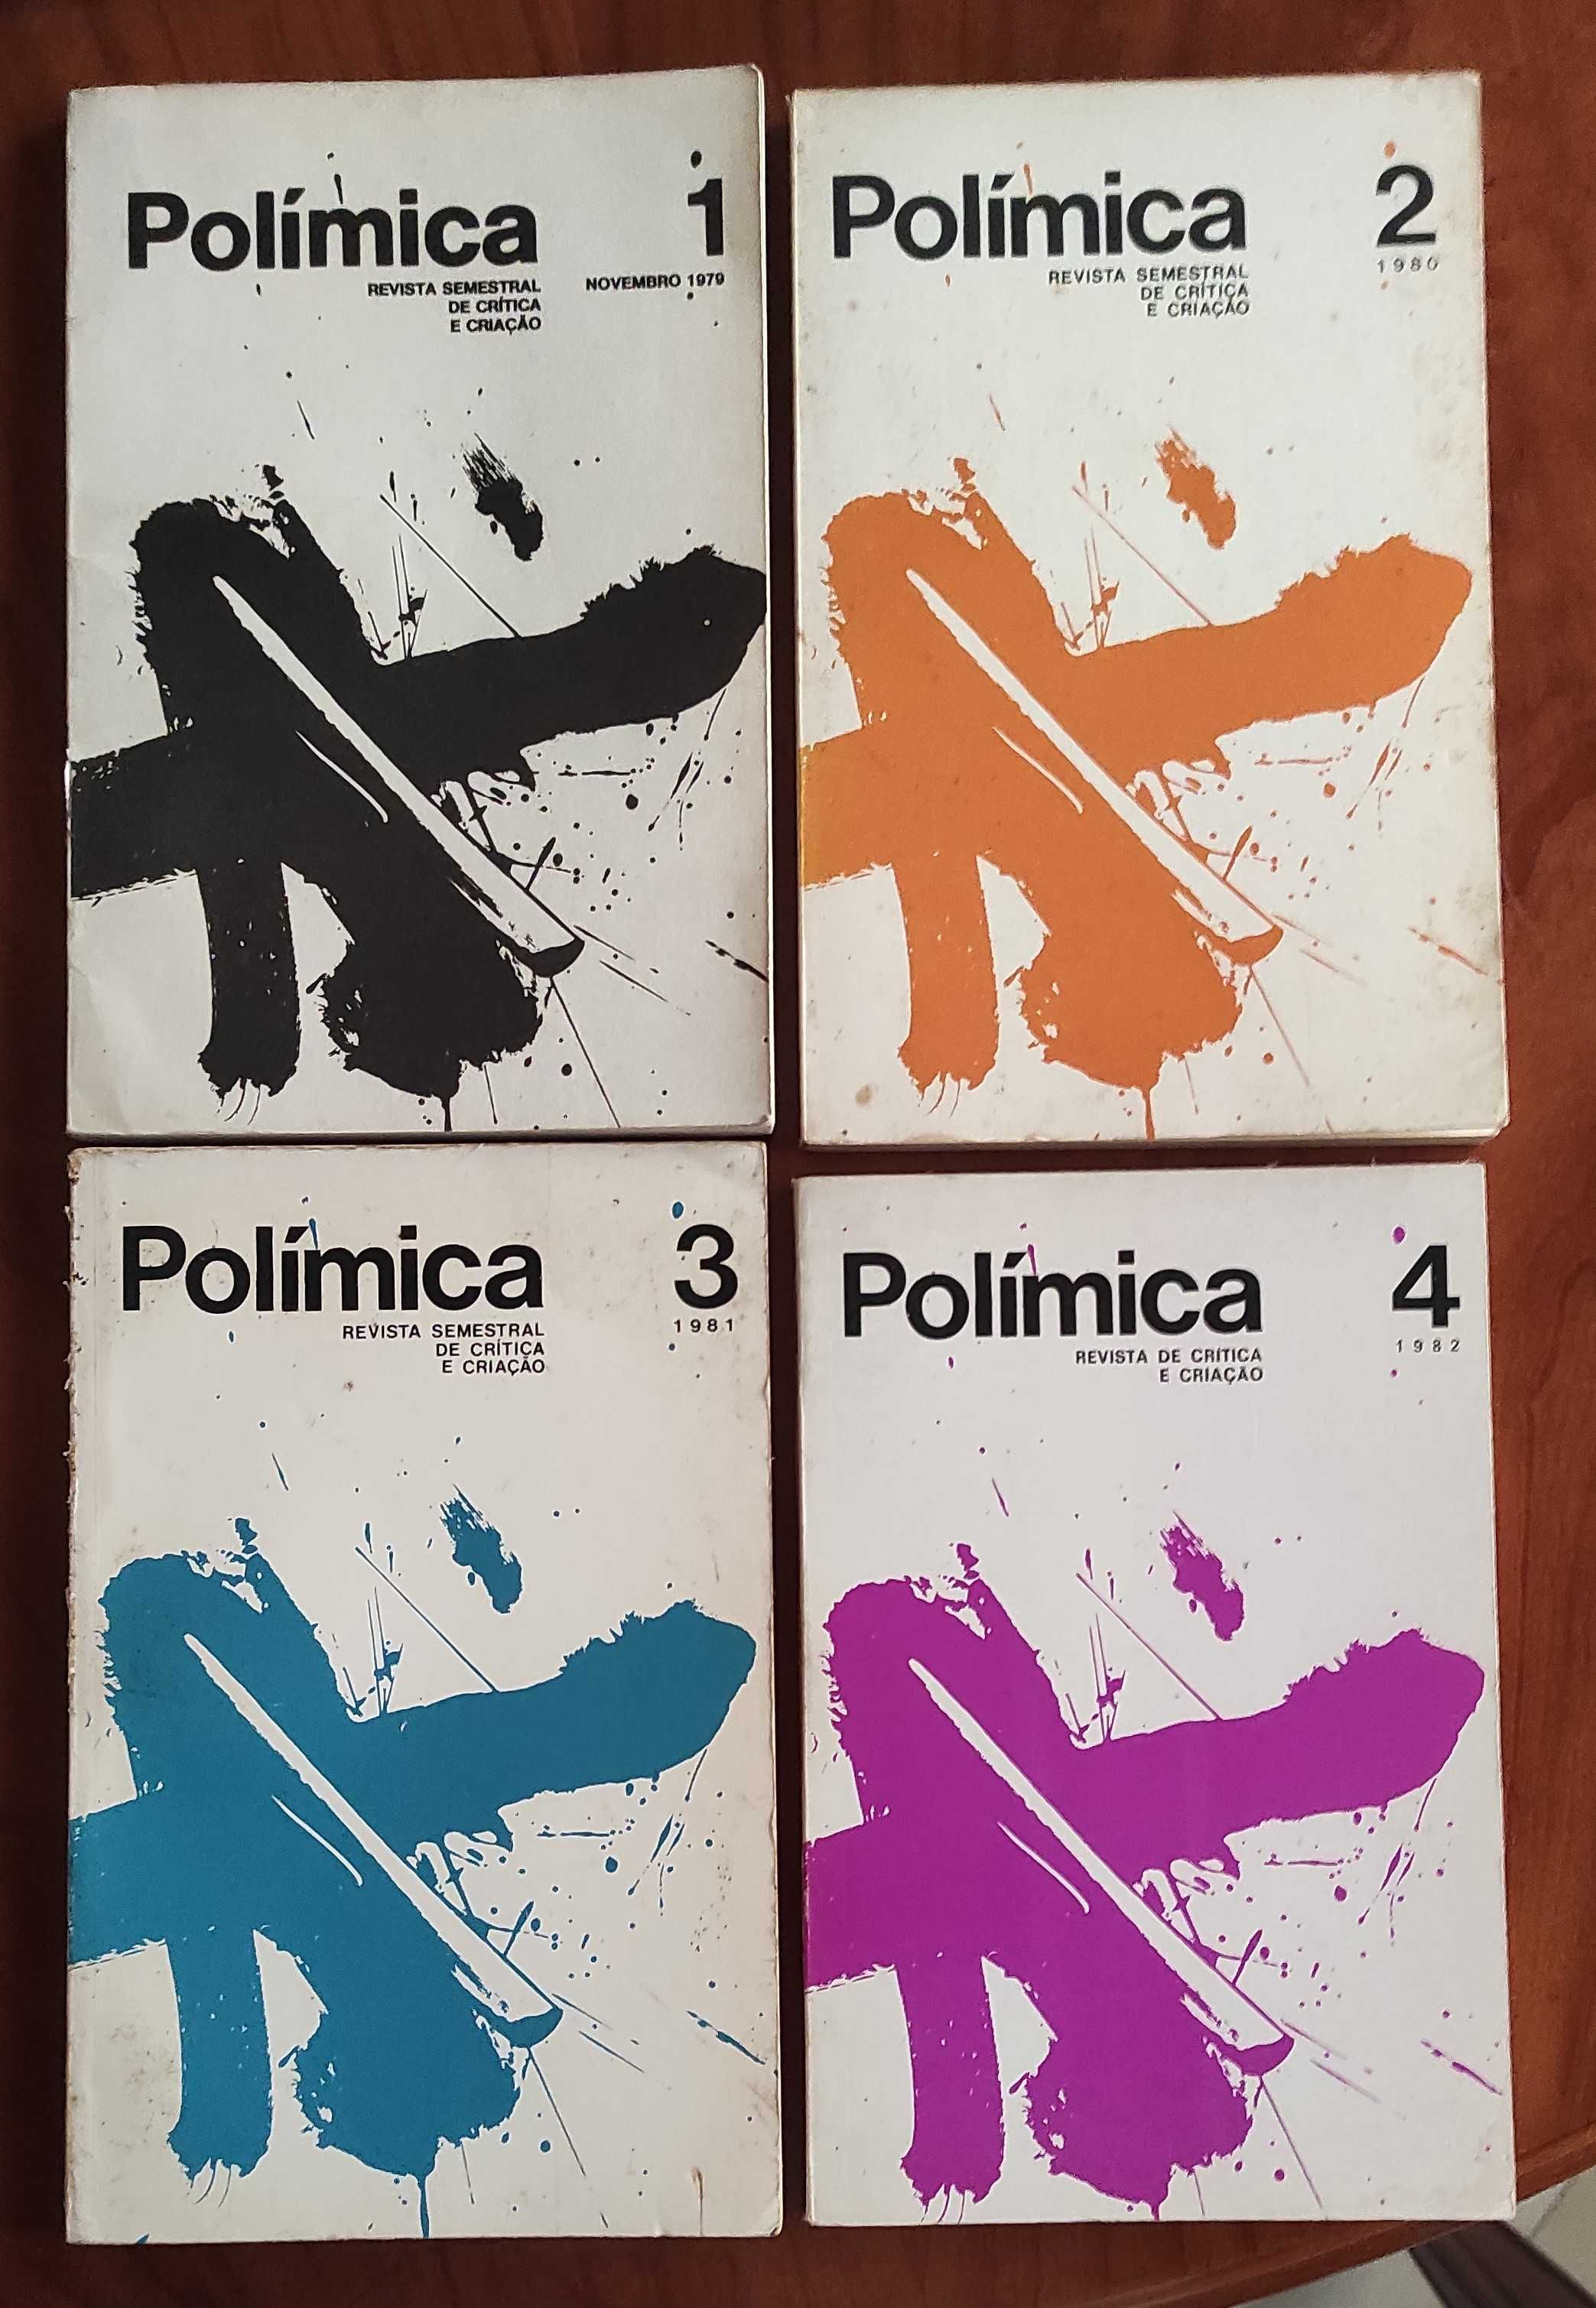 Polímica
1
REVISTA SEMESTRAL
DE CRÍTICA
E CRIAÇÃO
NOVEMBRO 1979
Polímica
2
REVISTA SEMESTRAL
DE CRÍTICA
E CRIAÇÃO
1980
Polímica
3
REVISTA SEMESTRAL
DE CRÍTICA
E CRIAÇÃO
1981
Polímica
4
REVISTA DE CRÍTICA
E CRIAÇÃO
1982